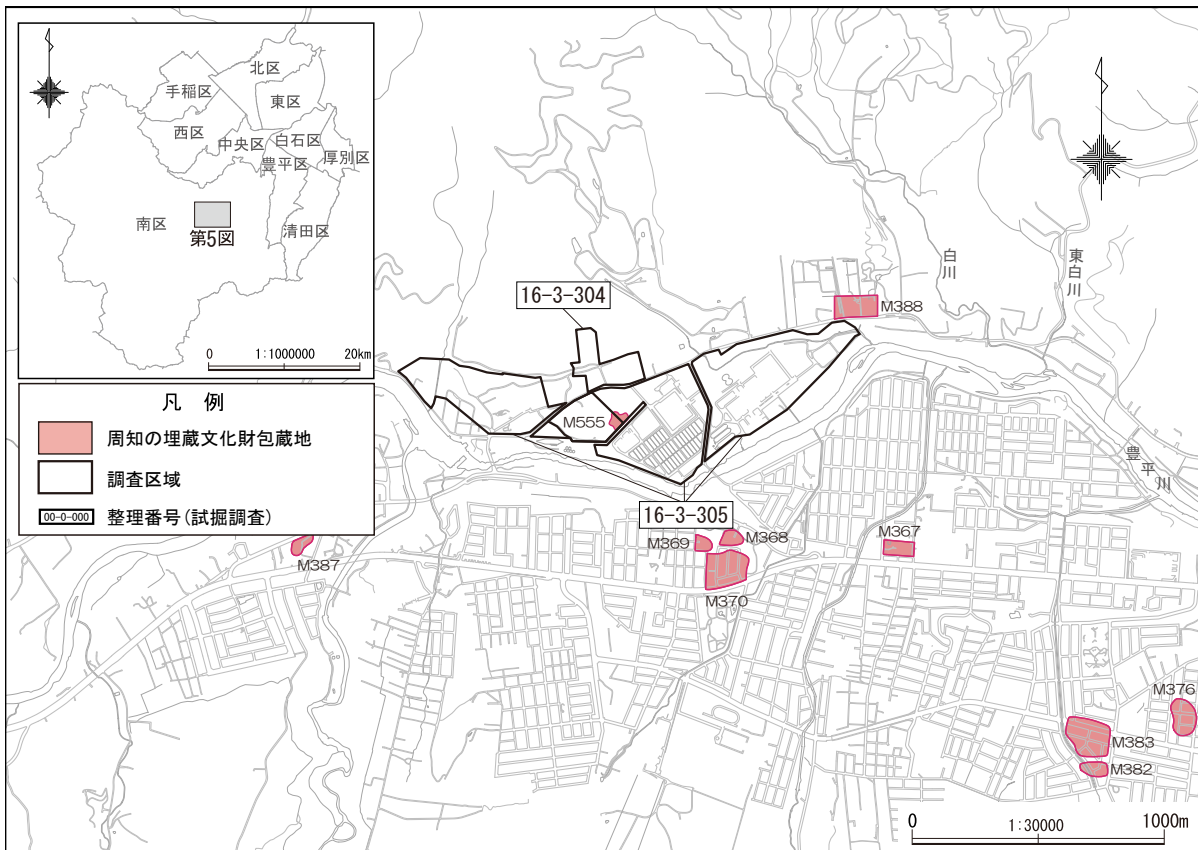 北区
手稲区
東区
西区
中央区
白石区
厚別区
豊平区
南区
清田区
第5図
0 1:1000000 20km
凡 例
周知の埋蔵文化財包蔵地
調査区域
00-0-000 整理番号(試掘調査)
16-3-304
M388
白川
東白川
M555
16-3-305
豊平川
M387
M369
M368
M367
M370
M376
M383
M382
0 1:30000 1000m